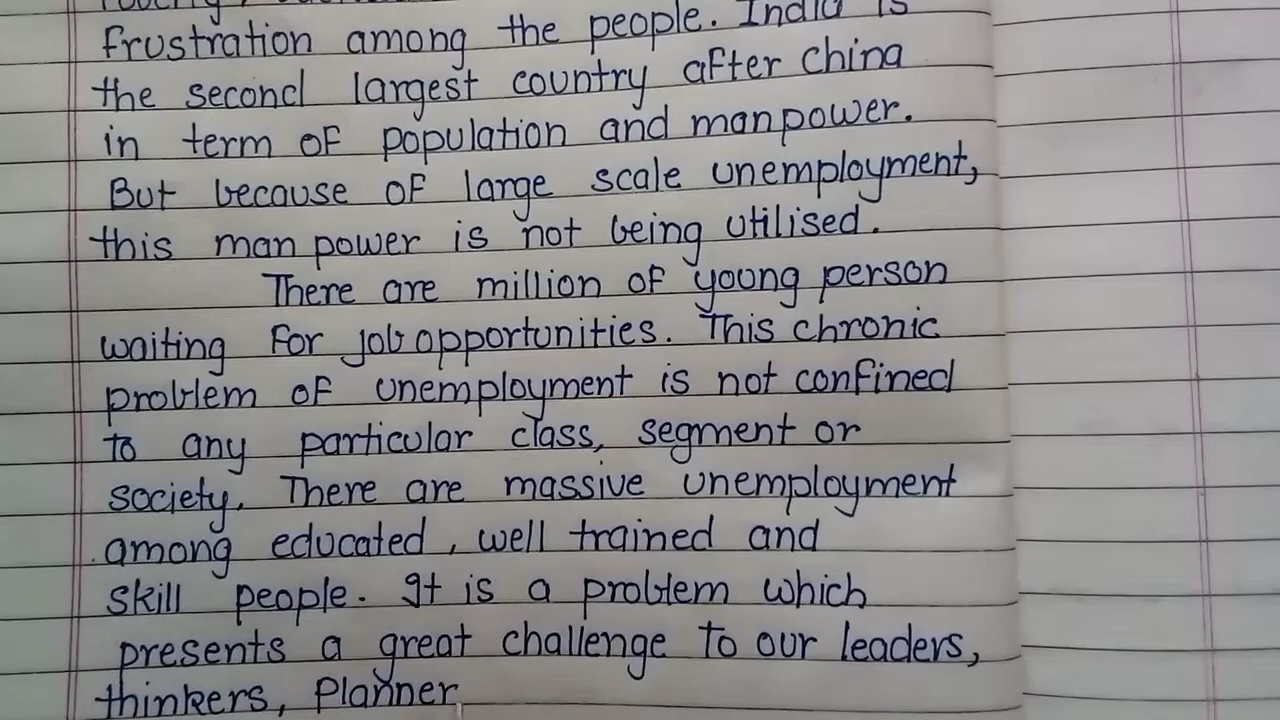 frustration among the people. India is
the second largest country after china
in term of population and manpower.
But because of large scale unemployment,
this man power is not being utilised.
There are million of young person
waiting for job opportunities. This chronic
problem of unemployment is not confined
to any particular class, segment or
society. There are massive unemployment
among educated, well trained and
skill people. It is a problem which
presents a great challenge to our leaders,
thinkers, Planner